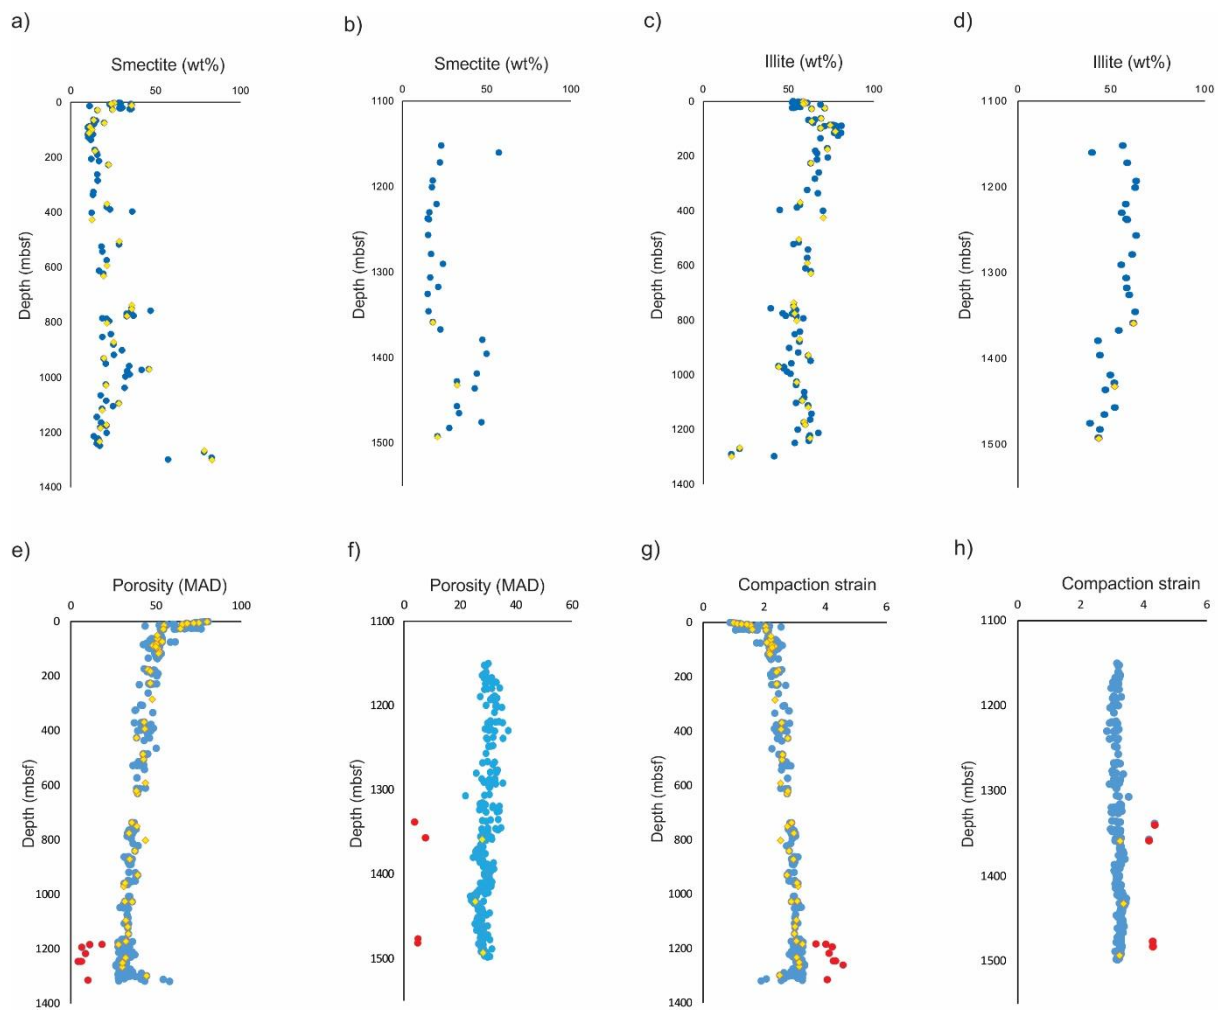 a)
Smectite (wt%)
0 50 100
0
200
400
600
800
1000
1200
1400
Depth (mbsf)
b)
Smectite (wt%)
0 50 100
1100
1200
1300
1400
1500
Depth (mbsf)
c)
Illite (wt%)
0 50 100
0
200
400
600
800
1000
1200
1400
Depth (mbsf)
d)
Illite (wt%)
0 50 100
1100
1200
1300
1400
1500
Depth (mbsf)
e)
Porosity (MAD)
0 50 100
0
200
400
600
800
1000
1200
1400
Depth (mbsf)
f)
Porosity (MAD)
0 20 40 60
1100
1200
1300
1400
1500
Depth (mbsf)
g)
Compaction strain
0 2 4 6
0
200
400
600
800
1000
1200
1400
Depth (mbsf)
h)
Compaction strain
0 2 4 6
1100
1200
1300
1400
1500
Depth (mbsf)